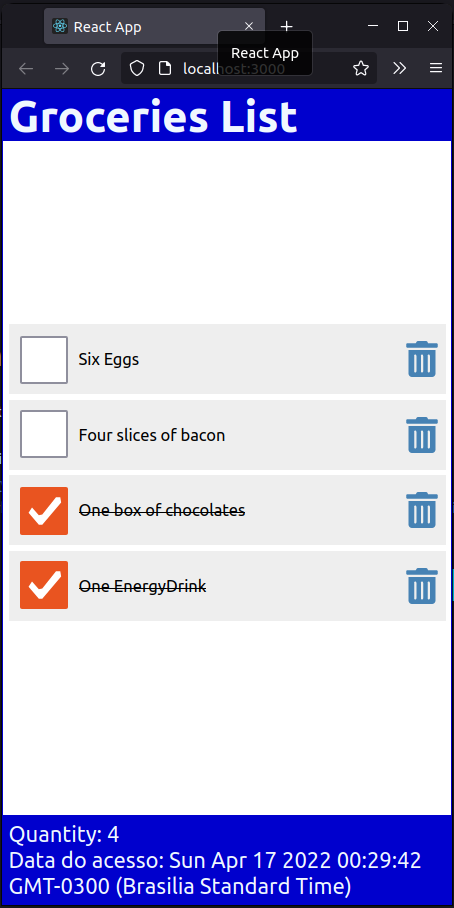 React App
localhost:3000
React App
Groceries List
Six Eggs
Four slices of bacon
One box of chocolates
One EnergyDrink
Quantity: 4
Data do acesso: Sun Apr 17 2022 00:29:42
GMT-0300 (Brasilia Standard Time)